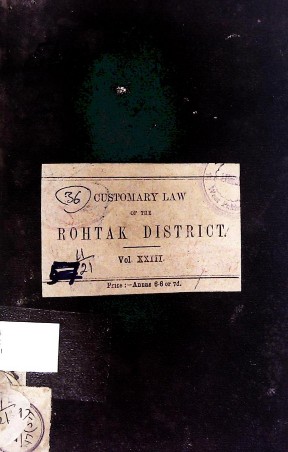 36
CUSTOMARY LAW
OF THE
ROHTAK DISTRICT.
Vol. XXIII.
Price :—Annas 6-6 or 7d.